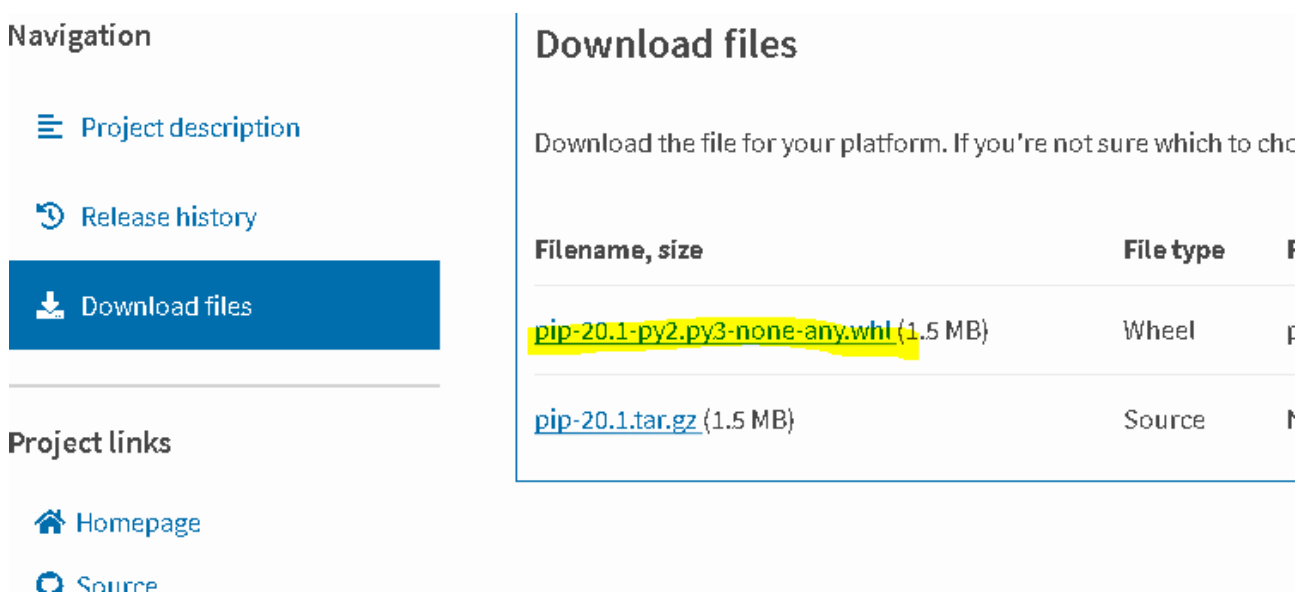 Navigation
Project description
Release history
Download files
Project links
Homepage
Source
Download files
Download the file for your platform. If you're not sure which to
Filename, size File type
pip-20.1-py2.py3-none-any.whl (1.5 MB) Wheel
pip-20.1.tar.gz (1.5 MB) Source